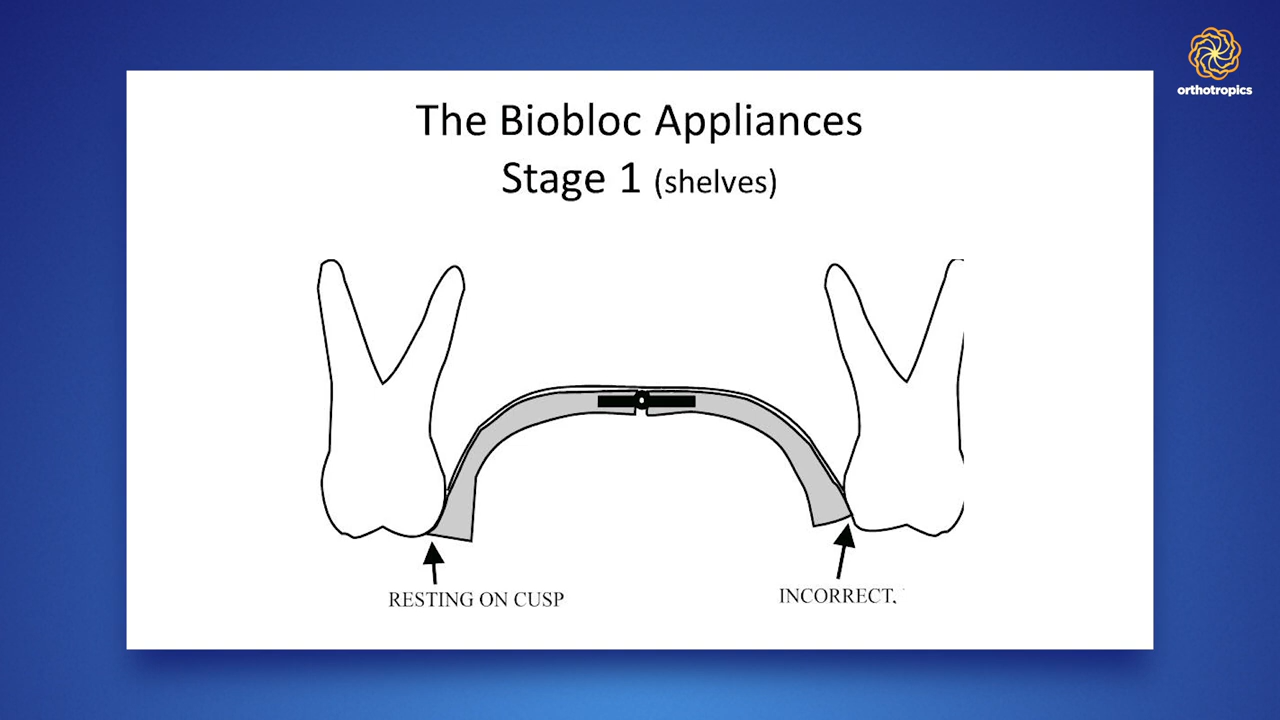 orthotropics
The Biobloc Appliances
Stage 1 (shelves)
RESTING ON CUSP
INCORRECT.